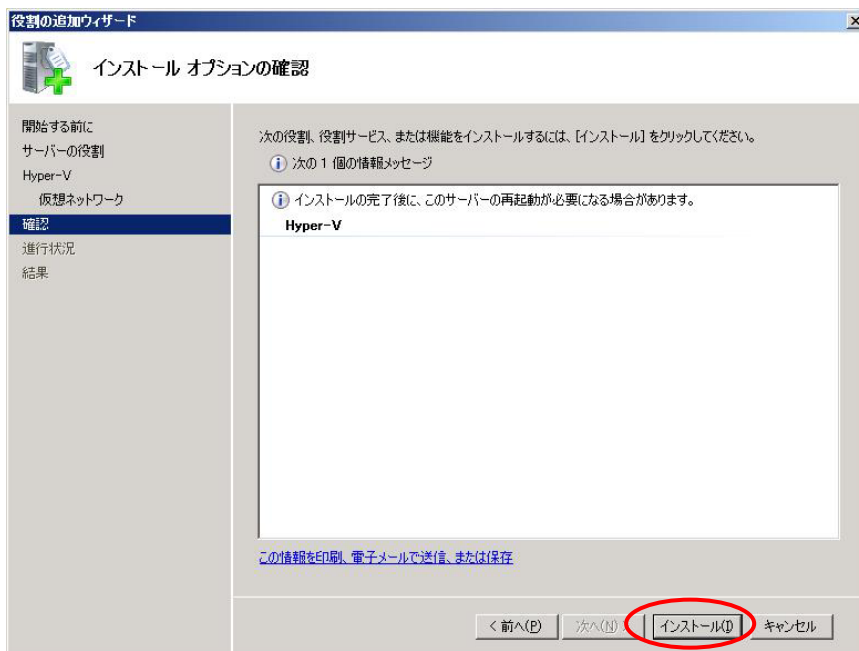 役割の追加ウィザード
インストール オプションの確認
開始する前に
サーバーの役割
Hyper-V
仮想ネットワーク
確認
進行状況
結果
次の役割、役割サービス、または機能をインストールするには、[インストール] をクリックしてください。
次の 1 個の情報メッセージ
インストールの完了後に、このサーバーの再起動が必要になる場合があります。
Hyper-V
この情報を印刷、電子メールで送信、または保存
< 前へ(P)
次へ(N)
インストール(I)
キャンセル